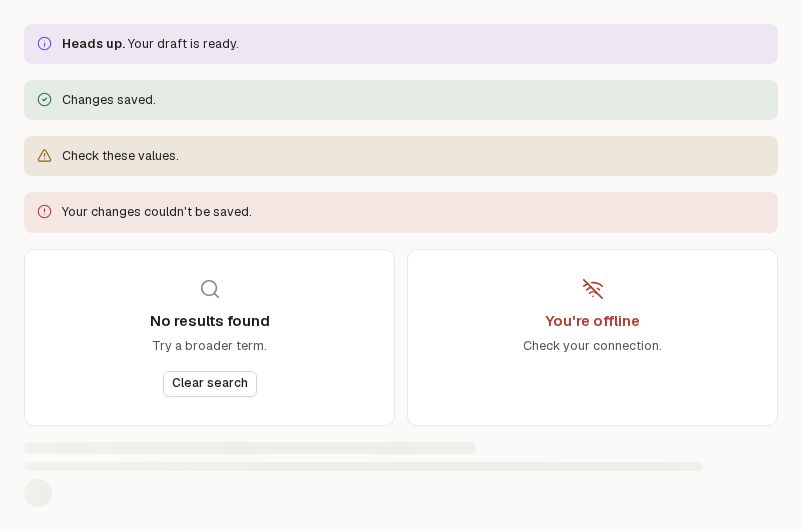 Heads up. Your draft is ready.
Changes saved.
Check these values.
Your changes couldn't be saved.
No results found
Try a broader term.
Clear search
You're offline
Check your connection.